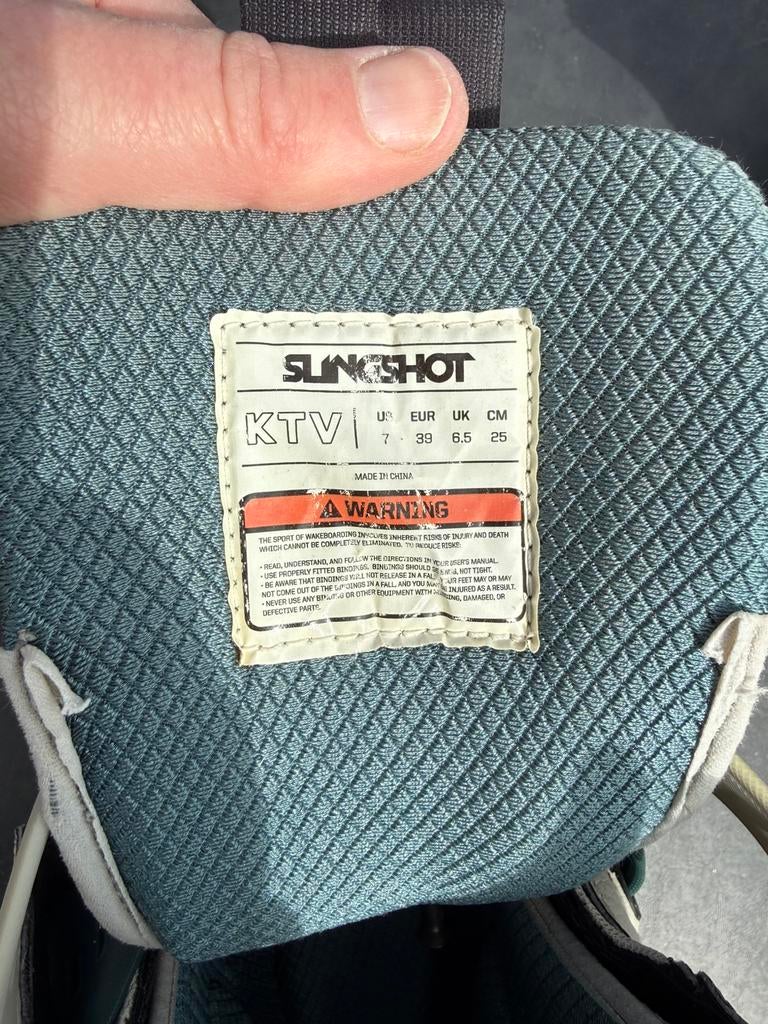 SLINGSHOT
KTV US EUR UK CM
7 39 6.5 25
MADE IN CHINA
WARNING
THE SPORT OF WAKEBOARDING INVOLVES INHERENT RISKS OF INJURY AND DEATH
WHICH CANNOT BE COMPLETELY ELIMINATED. TO REDUCE RISKS:
• READ, UNDERSTAND, AND FOLLOW THE DIRECTIONS IN YOUR USER'S MANUAL.
• USE PROPERLY FITTED BINDINGS. BINDINGS SHOULD BE SNUG, NOT TIGHT.
• BE AWARE THAT BINDINGS WILL NOT RELEASE IN A FALL. YOUR FEET MAY OR MAY
NOT COME OUT OF THE BINDINGS IN A FALL, AND YOU MAY BE INJURED AS A RESULT.
• NEVER USE ANY BINDING OR OTHER EQUIPMENT WITH MISSING, DAMAGED, OR
DEFECTIVE PARTS.